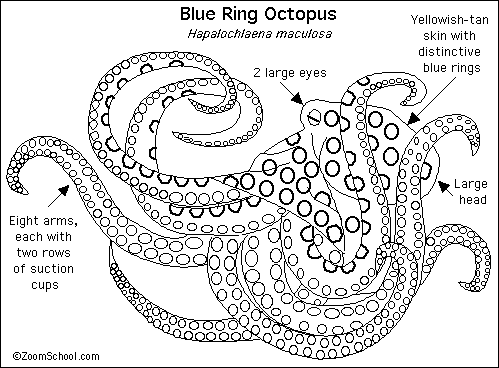 Blue Ring Octopus
Hapalochlaena maculosa
Yellowish-tan
skin with
distinctive
blue rings
2 large eyes
Large
head
Eight arms,
each with
two rows
of suction
cups
©ZoomSchool.com